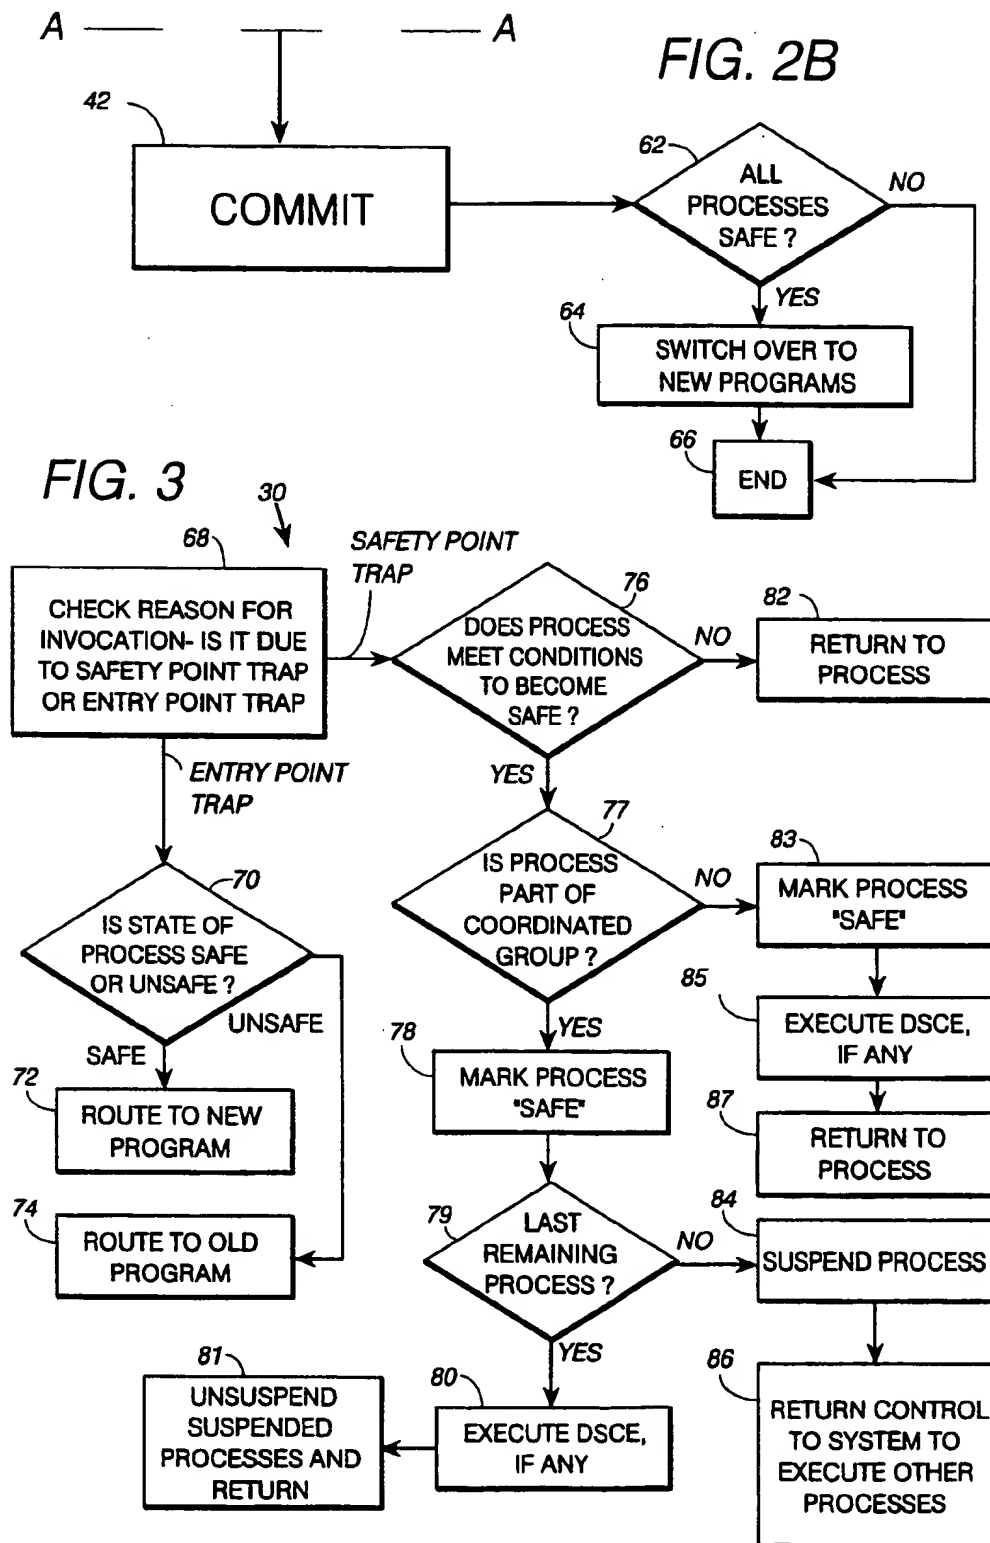 A A
FIG. 2B
42
COMMIT
62
ALL
PROCESSES
SAFE ?
NO
YES
64
SWITCH OVER TO
NEW PROGRAMS
66
END
FIG. 3
30
68
CHECK REASON FOR
INVOCATION- IS IT DUE
TO SAFETY POINT TRAP
OR ENTRY POINT TRAP
SAFETY POINT
TRAP
76
DOES PROCESS
MEET CONDITIONS
TO BECOME
SAFE ?
NO
82
RETURN TO
PROCESS
ENTRY POINT
TRAP
YES
70
IS STATE OF
PROCESS SAFE
OR UNSAFE ?
UNSAFE
SAFE
72
ROUTE TO NEW
PROGRAM
74
ROUTE TO OLD
PROGRAM
77
IS PROCESS
PART OF
COORDINATED
GROUP ?
NO
83
MARK PROCESS
"SAFE"
85
EXECUTE DSCE,
IF ANY
87
RETURN TO
PROCESS
YES
78
MARK PROCESS
"SAFE"
79
LAST
REMAINING
PROCESS ?
NO
84
SUSPEND PROCESS
86
RETURN CONTROL
TO SYSTEM TO
EXECUTE OTHER
PROCESSES
YES
80
EXECUTE DSCE,
IF ANY
81
UNSUSPEND
SUSPENDED
PROCESSES AND
RETURN